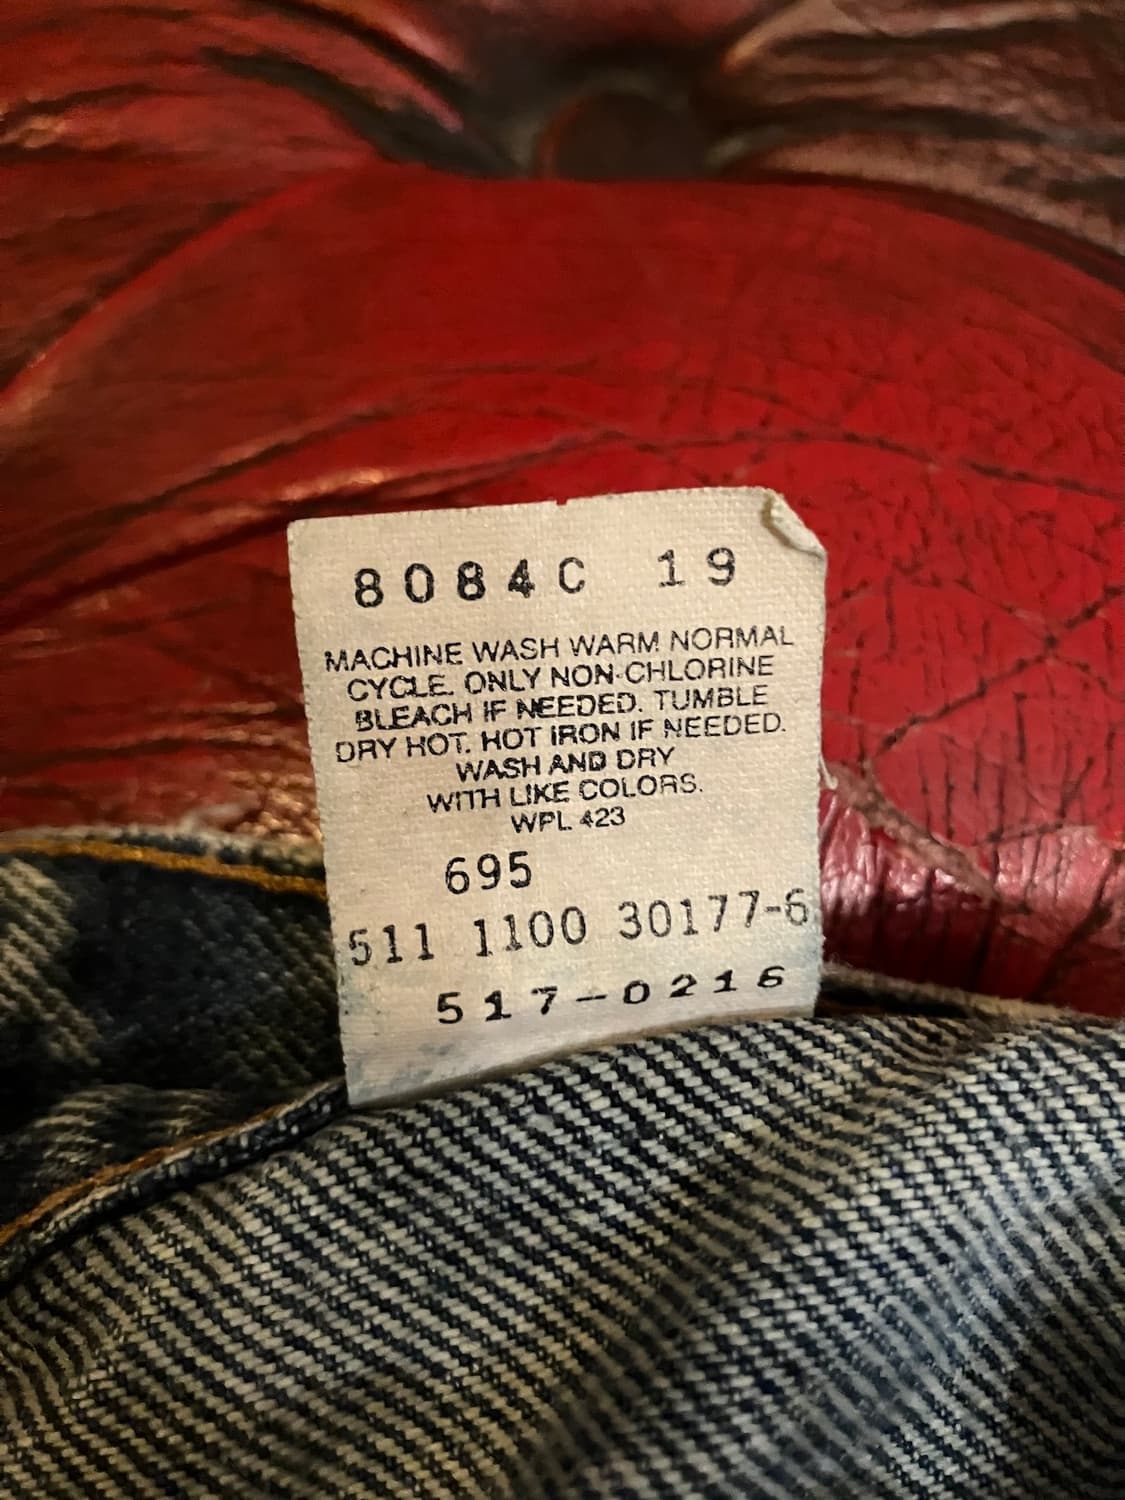 8084C 19
MACHINE WASH WARM NORMAL
CYCLE. ONLY NON-CHLORINE
BLEACH IF NEEDED. TUMBLE
DRY HOT. HOT IRON IF NEEDED.
WASH AND DRY
WITH LIKE COLORS.
WPL 423
695
511 1100 30177-6
517-0216